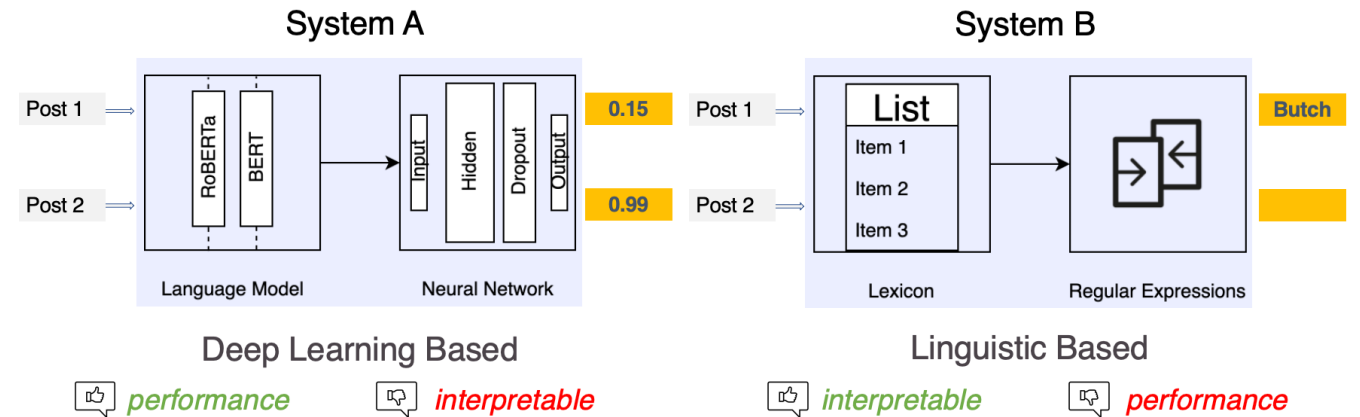 System A
Post 1
Post 2
RoBERTa
BERT
Language Model
Input
Hidden
Dropout
Output
Neural Network
0.15
0.99
Deep Learning Based
performance
interpretable
System B
Post 1
Post 2
List
Item 1
Item 2
Item 3
Lexicon
Regular Expressions
Butch
Linguistic Based
interpretable
performance